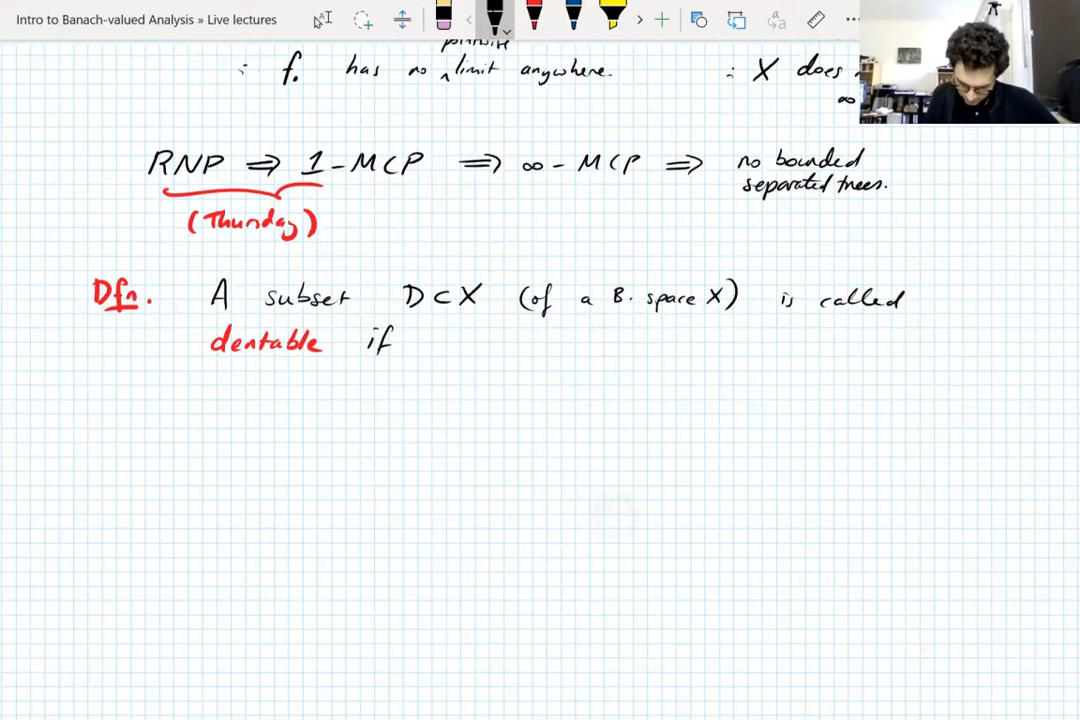 Intro to Banach-valued Analysis » Live lectures
pointwise
∴ f. has no ‸ limit anywhere. ∴ X does
∞
RNP ⇒ 1-MCP ⇒ ∞-MCP ⇒ no bounded
separated trees.
(Thursday)
Dfn. A subset D⊂X (of a B. space X) is called
dentable if